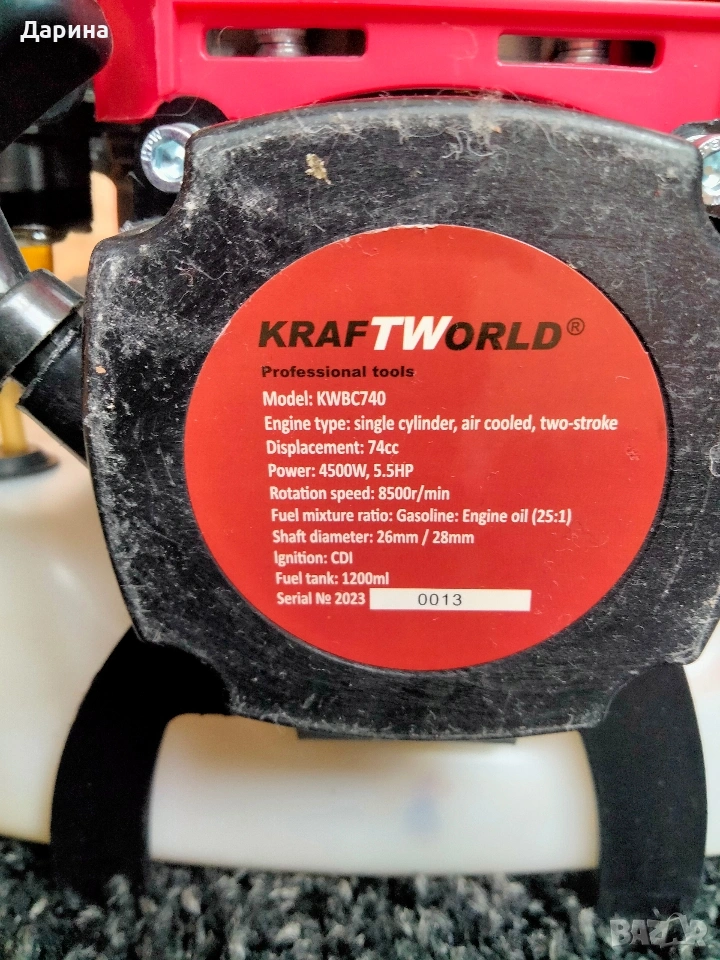 Дарина
KRAFTWORLD®
Professional tools
Model: KWBC740
Engine type: single cylinder, air cooled, two-stroke
Displacement: 74cc
Power: 4500W, 5.5HP
Rotation speed: 8500r/min
Fuel mixture ratio: Gasoline: Engine oil (25:1)
Shaft diameter: 26mm / 28mm
Ignition: CDI
Fuel tank: 1200ml
Serial № 2023 0013
BAZAR